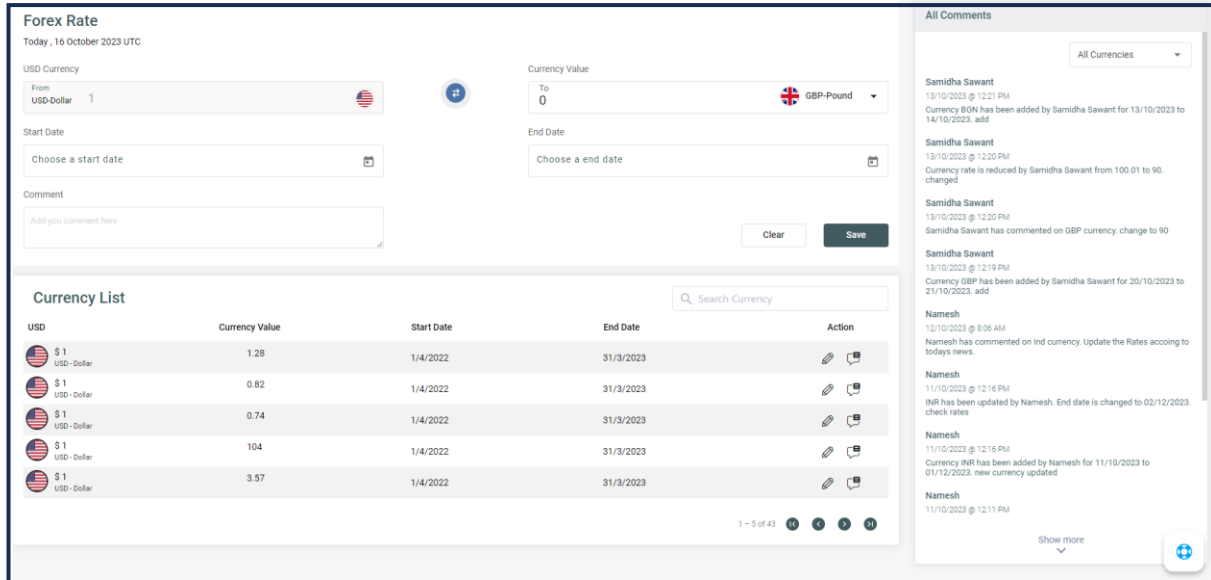 Forex Rate
Today , 16 October 2023 UTC
USD Currency
From
USD-Dollar 1
Currency Value
To
0
GBP-Pound
Start Date
Choose a start date
End Date
Choose a end date
Comment
Add you comment here
Clear
Save
Currency List
Search Currency
USD Currency Value Start Date End Date Action
$ 1 1.28 1/4/2022 31/3/2023
USD - Dollar
$ 1 0.82 1/4/2022 31/3/2023
USD - Dollar
$ 1 0.74 1/4/2022 31/3/2023
USD - Dollar
$ 1 104 1/4/2022 31/3/2023
USD - Dollar
$ 1 3.57 1/4/2022 31/3/2023
USD - Dollar
1 – 5 of 43
All Comments
All Currencies
Samidha Sawant
13/10/2023 @ 12:21 PM
Currency BGN has been added by Samidha Sawant for 13/10/2023 to
14/10/2023. add
Samidha Sawant
13/10/2023 @ 12:20 PM
Currency rate is reduced by Samidha Sawant from 100.01 to 90.
changed
Samidha Sawant
13/10/2023 @ 12:20 PM
Samidha Sawant has commented on GBP currency. change to 90
Samidha Sawant
13/10/2023 @ 12:19 PM
Currency GBP has been added by Samidha Sawant for 20/10/2023 to
21/10/2023. add
Namesh
12/10/2023 @ 8:06 AM
Namesh has commented on Ind currency. Update the Rates accoing to
todays news.
Namesh
11/10/2023 @ 12:16 PM
INR has been updated by Namesh. End date is changed to 02/12/2023.
check rates
Namesh
11/10/2023 @ 12:16 PM
Currency INR has been added by Namesh for 11/10/2023 to
01/12/2023. new currency updated
Namesh
11/10/2023 @ 12:11 PM
Show more